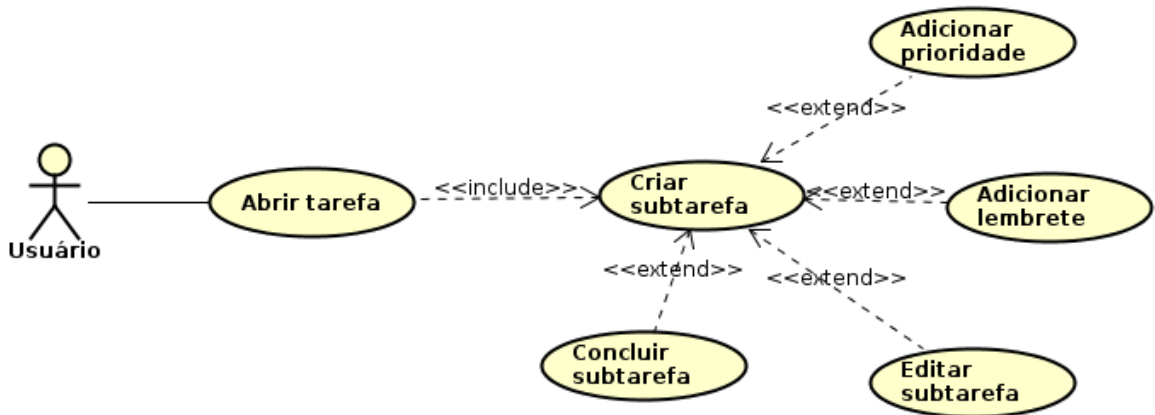 Adicionar
prioridade
<<extend>>
Usuário
Abrir tarefa
<<include>>
Criar
subtarefa
<<extend>>
Adicionar
lembrete
<<extend>>
<<extend>>
Concluir
subtarefa
Editar
subtarefa